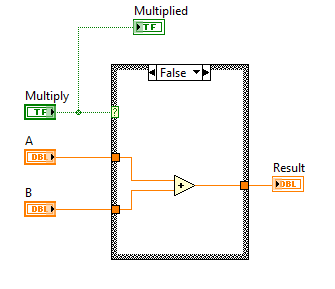 Multiplied
TF
False
Multiply
TF
?
A
DBL
B
DBL
+
Result
DBL